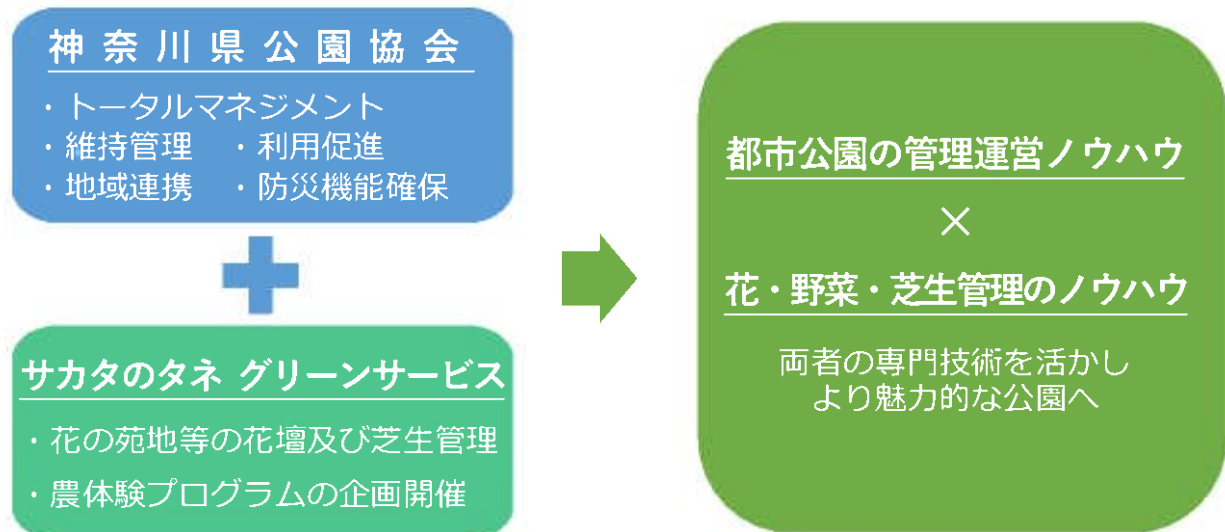 神奈川県公園協会
・トータルマネジメント
・維持管理 ・利用促進
・地域連携 ・防災機能確保
サカタのタネ グリーンサービス
・花の苑地等の花壇及び芝生管理
・農体験プログラムの企画開催
都市公園の管理運営ノウハウ
×
花・野菜・芝生管理のノウハウ
両者の専門技術を活かし
より魅力的な公園へ